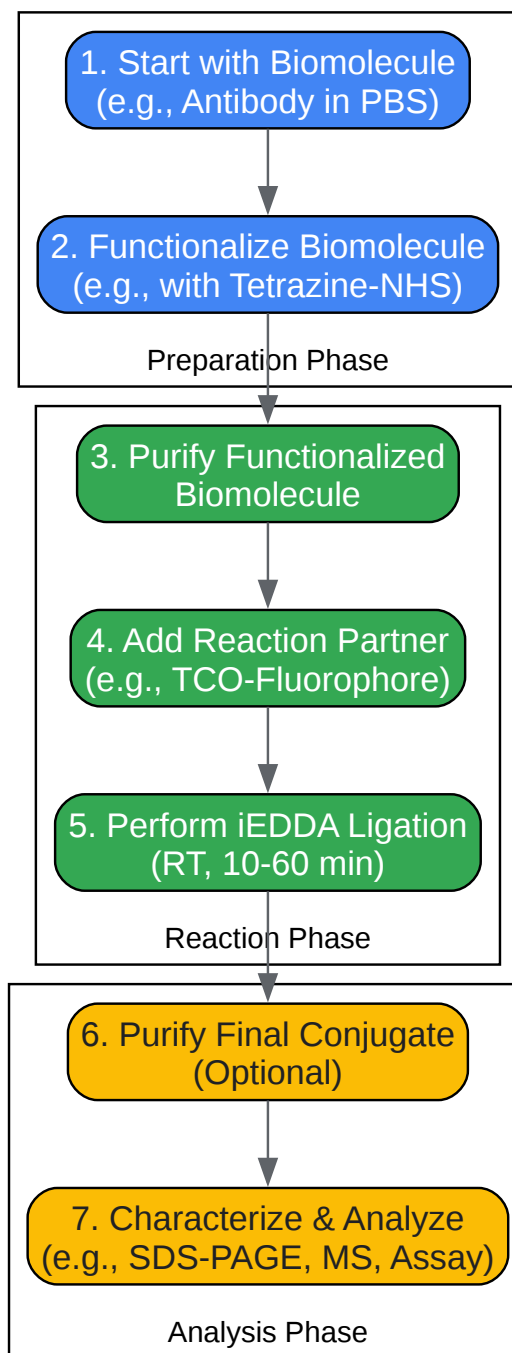 1. Start with Biomolecule
(e.g., Antibody in PBS)
2. Functionalize Biomolecule
(e.g., with Tetrazine-NHS)
Preparation Phase
3. Purify Functionalized
Biomolecule
4. Add Reaction Partner
(e.g., TCO-Fluorophore)
5. Perform iEDDA Ligation
(RT, 10-60 min)
Reaction Phase
6. Purify Final Conjugate
(Optional)
7. Characterize & Analyze
(e.g., SDS-PAGE, MS, Assay)
Analysis Phase